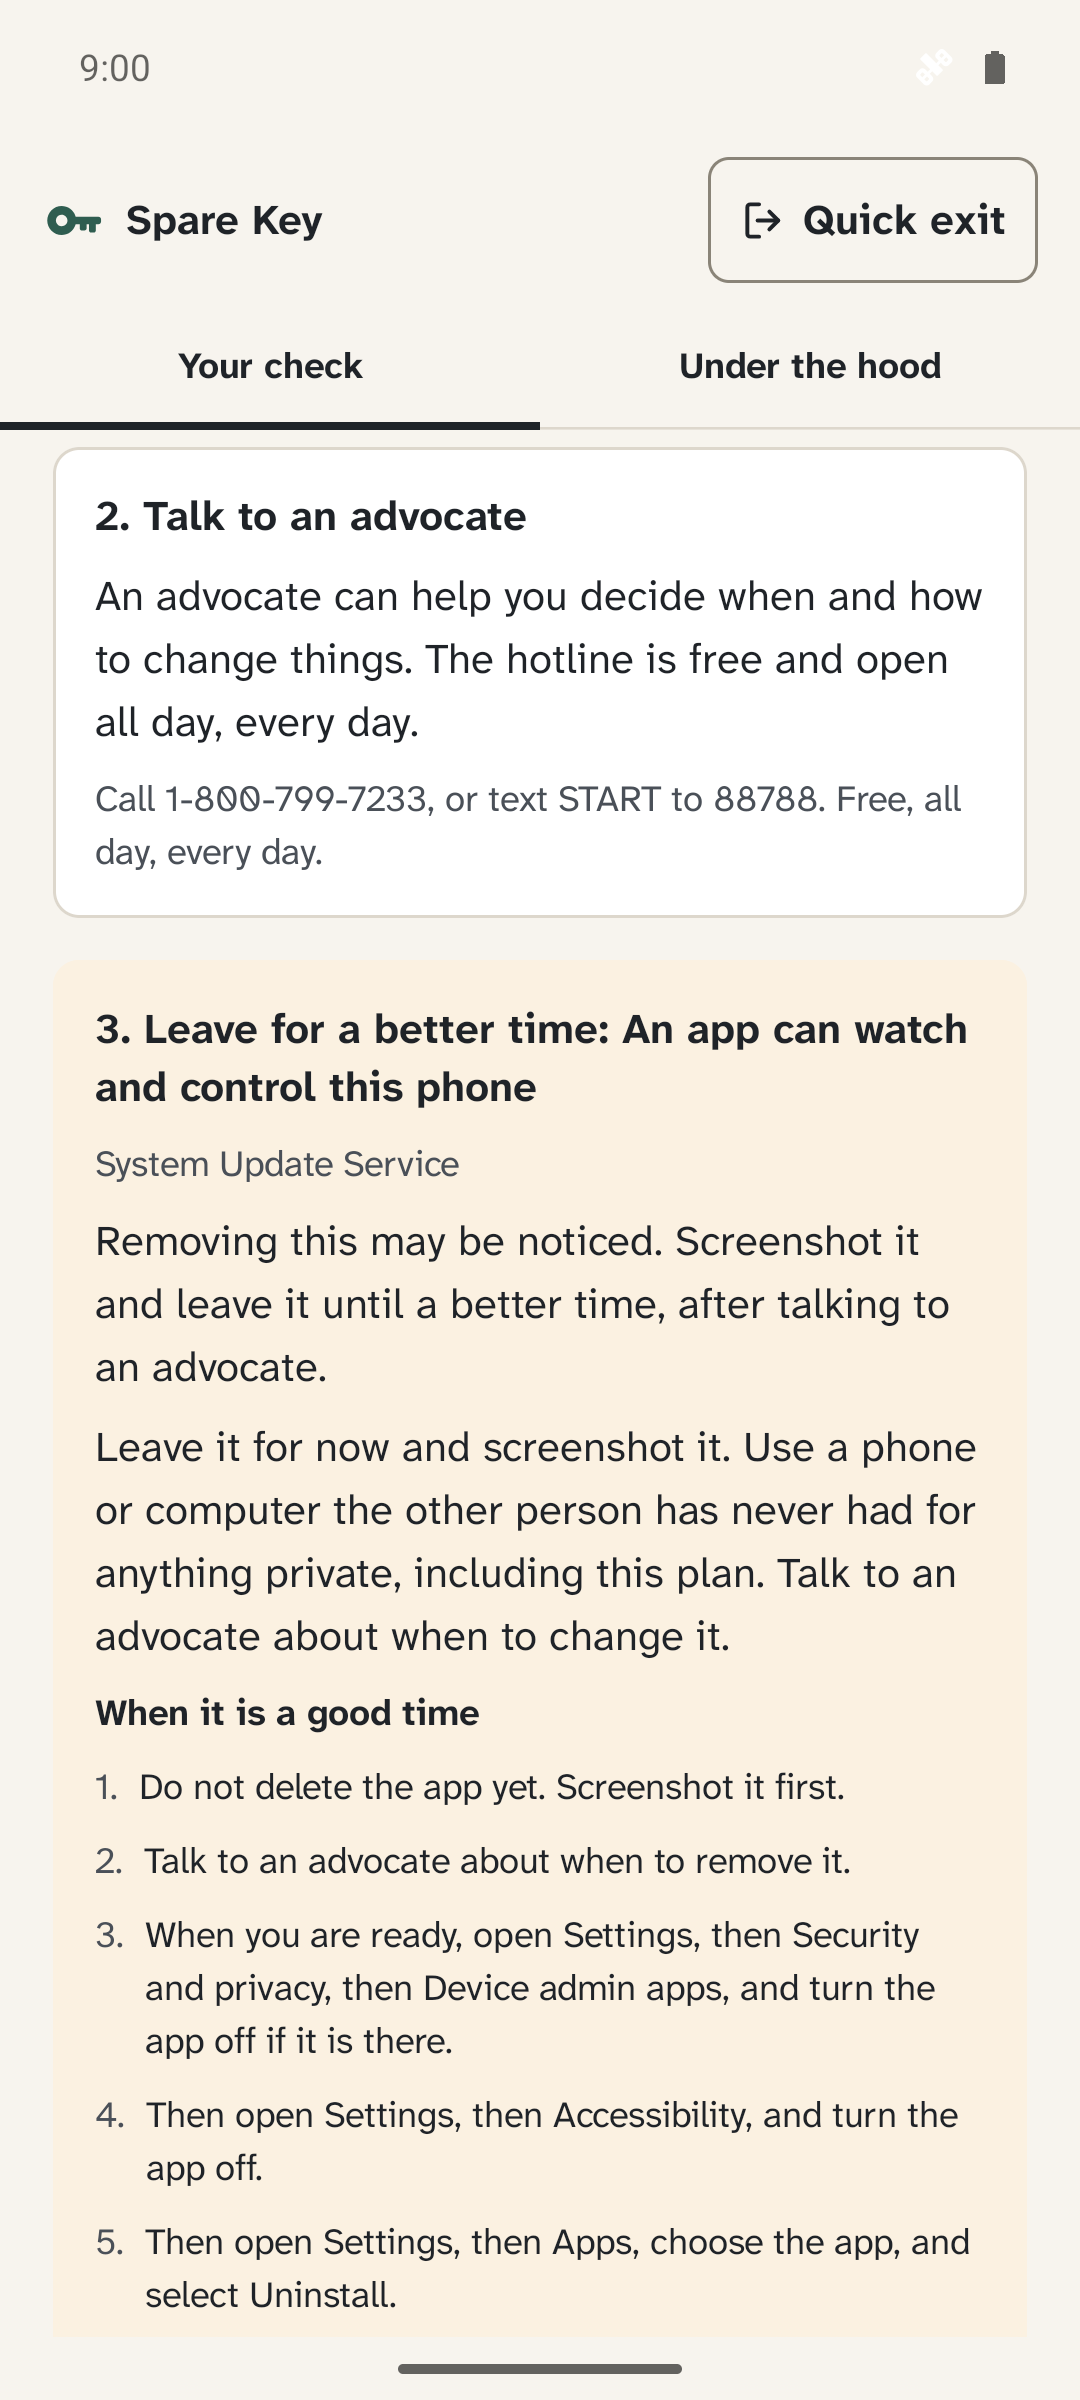 9:00
Spare Key
Quick exit
Your check
Under the hood
2. Talk to an advocate
An advocate can help you decide when and how
to change things. The hotline is free and open
all day, every day.
Call 1-800-799-7233, or text START to 88788. Free, all
day, every day.
3. Leave for a better time: An app can watch
and control this phone
System Update Service
Removing this may be noticed. Screenshot it
and leave it until a better time, after talking to
an advocate.
Leave it for now and screenshot it. Use a phone
or computer the other person has never had for
anything private, including this plan. Talk to an
advocate about when to change it.
When it is a good time
1. Do not delete the app yet. Screenshot it first.
2. Talk to an advocate about when to remove it.
3. When you are ready, open Settings, then Security
and privacy, then Device admin apps, and turn the
app off if it is there.
4. Then open Settings, then Accessibility, and turn the
app off.
5. Then open Settings, then Apps, choose the app, and
select Uninstall.